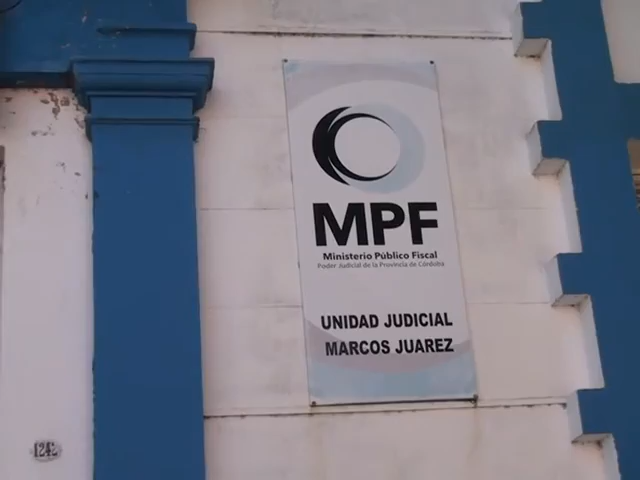 MPF
Ministerio Público Fiscal
Poder Judicial de la Provincia de Córdoba
UNIDAD JUDICIAL
MARCOS JUAREZ